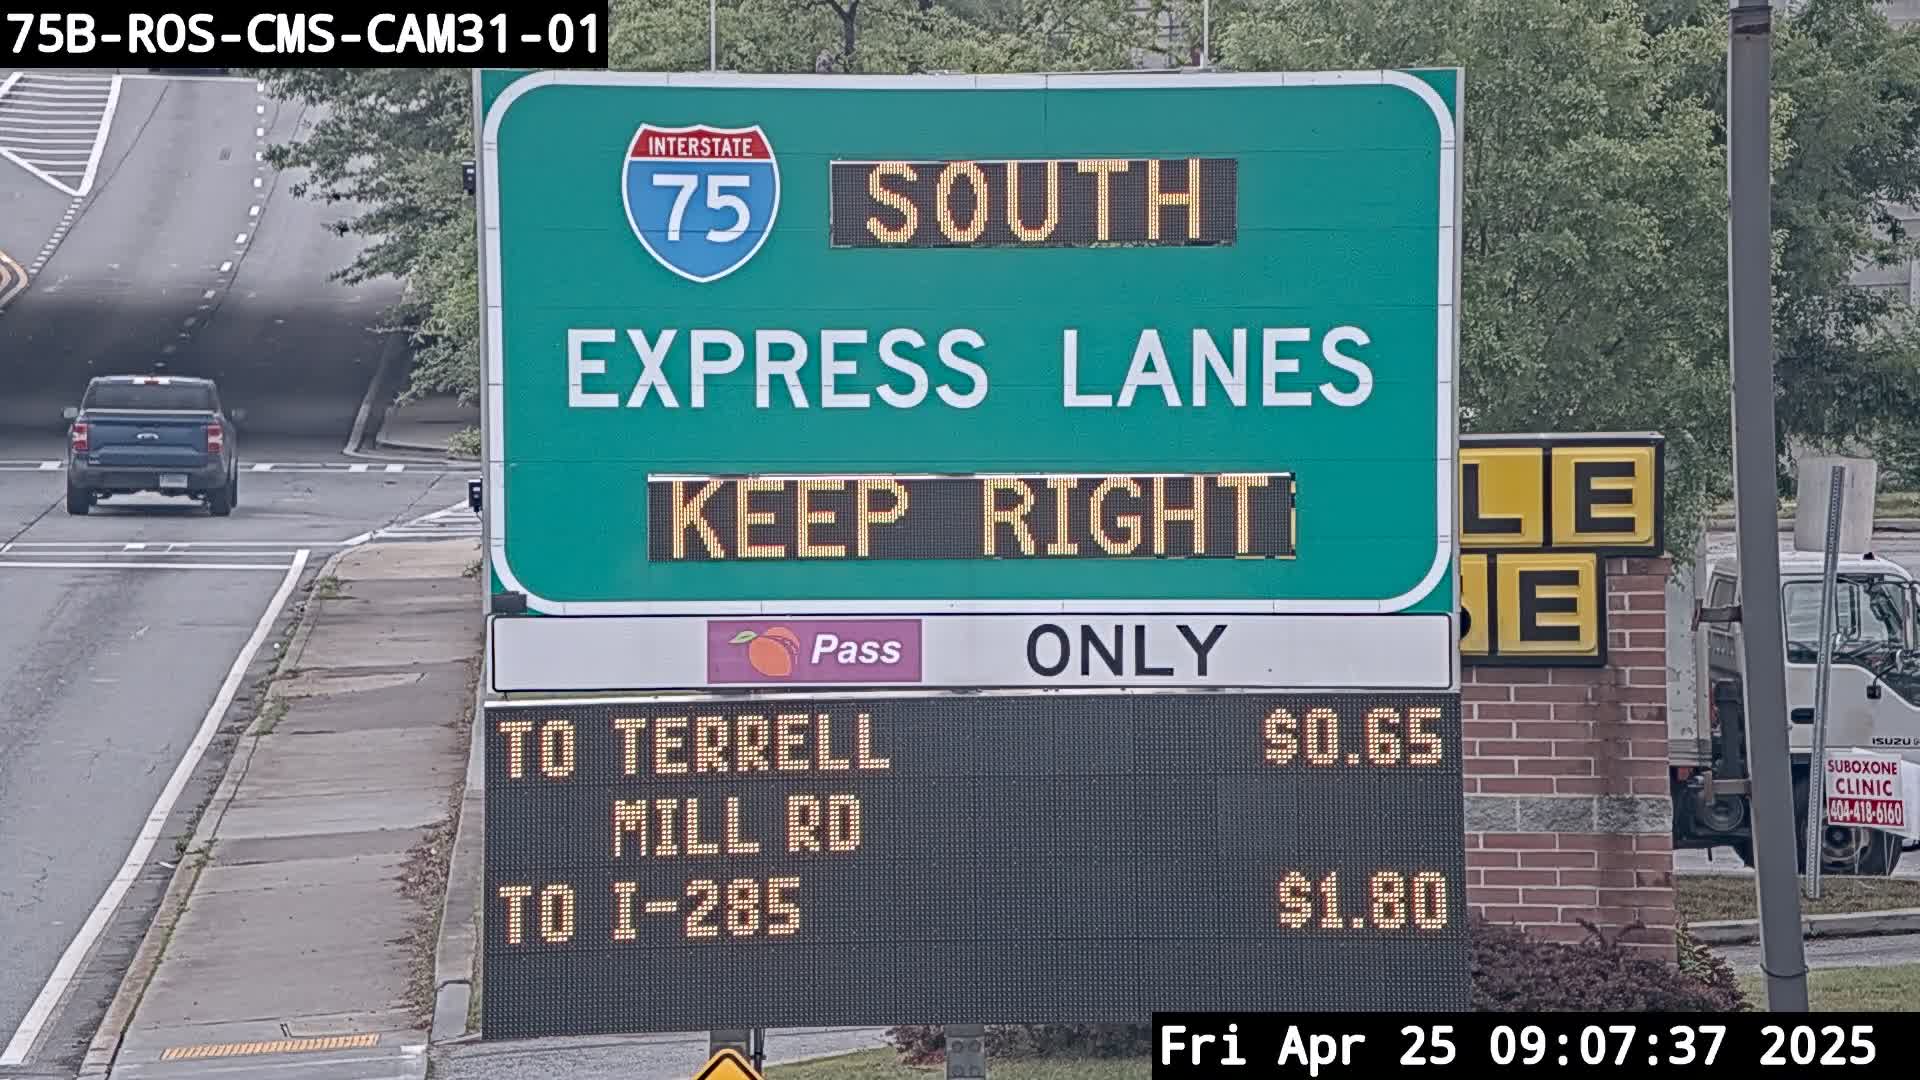 75B-ROS-CMS-CAM31-01
INTERSTATE
75
SOUTH
EXPRESS LANES
KEEP RIGHT
Pass ONLY
TO TERRELL $0.65
MILL RD
TO I-285 $1.80
LE
E
ISUZU
SUBOXONE
CLINIC
404-418-6160
Fri Apr 25 09:07:37 2025